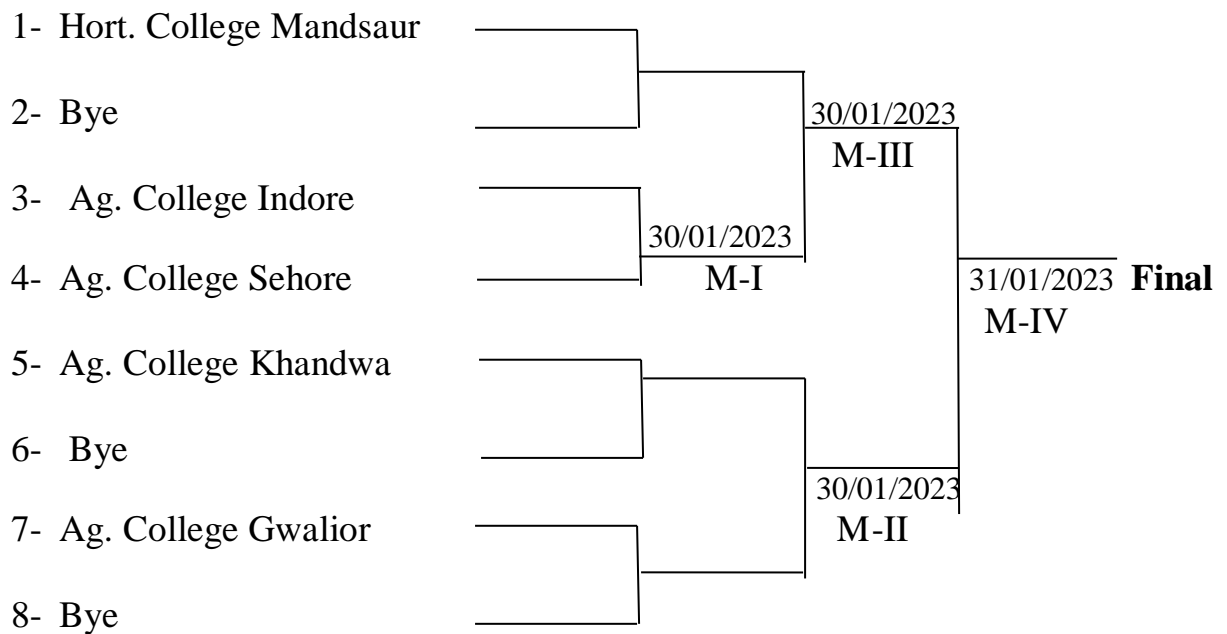 1- Hort. College Mandsaur
2- Bye
30/01/2023
M-III
3- Ag. College Indore
30/01/2023
4- Ag. College Sehore
M-I
31/01/2023 Final
M-IV
5- Ag. College Khandwa
6- Bye
30/01/2023
7- Ag. College Gwalior
M-II
8- Bye